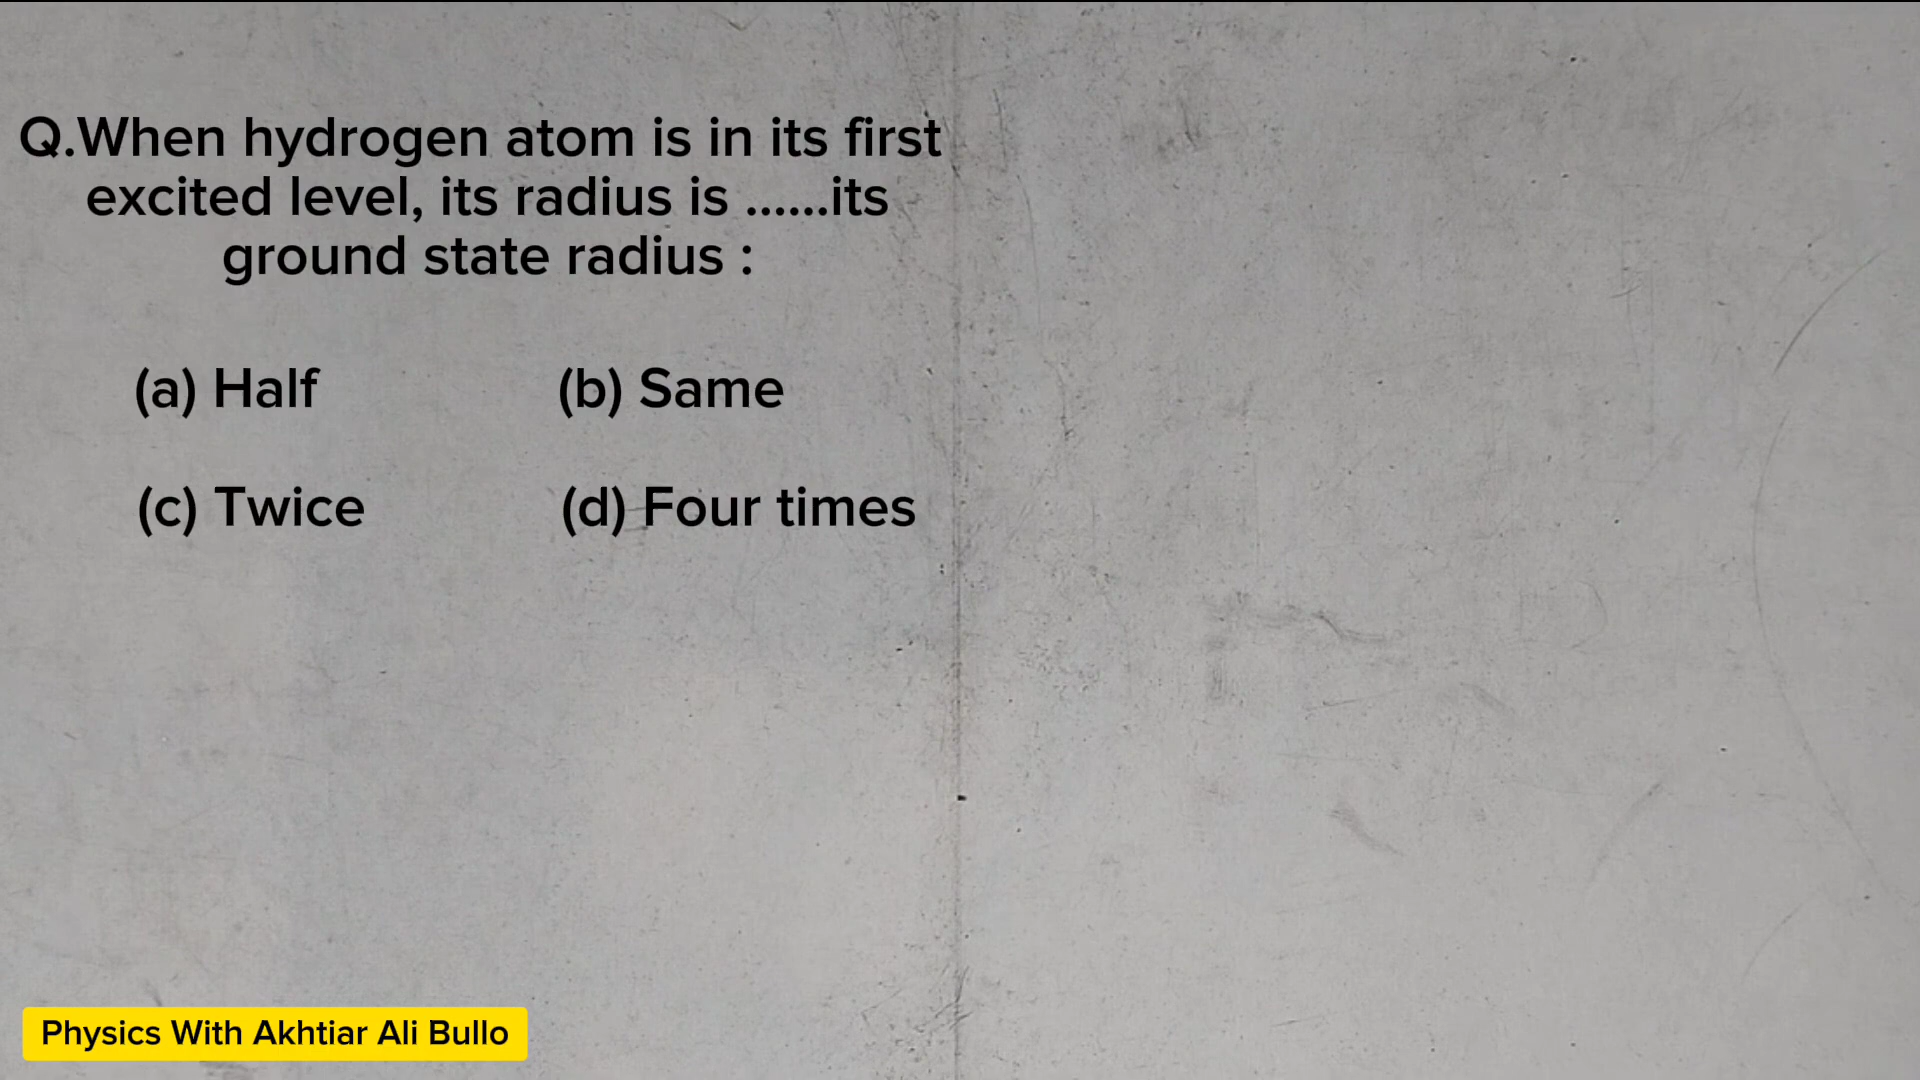 Q.When hydrogen atom is in its first
excited level, its radius is ......its
ground state radius :
(a) Half (b) Same
(c) Twice (d) Four times
Physics With Akhtiar Ali Bullo